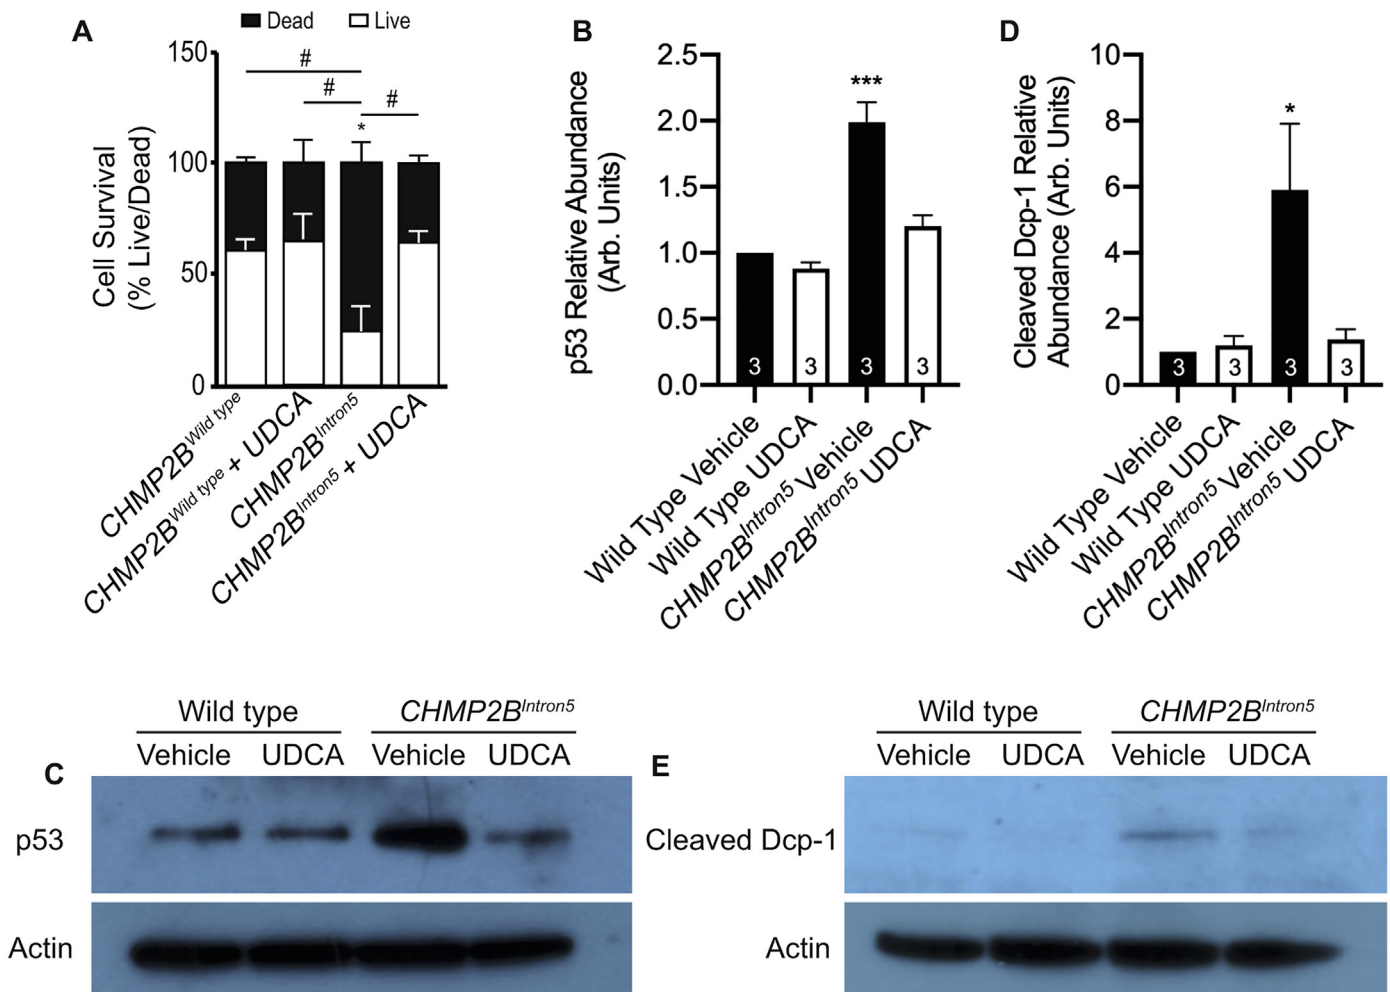 A
Dead Live
Cell Survival
(% Live/Dead)
150
100
50
0
#
# #
*
CHMP2BWild type
CHMP2BWild type + UDCA
CHMP2BIntron5
CHMP2BIntron5 + UDCA
B
p53 Relative Abundance
(Arb. Units)
2.5
2.0
1.5
1.0
0.5
0.0
***
3 3 3 3
Wild Type Vehicle
Wild Type UDCA
CHMP2BIntron5 Vehicle
CHMP2BIntron5 UDCA
D
Cleaved Dcp-1 Relative
Abundance (Arb. Units)
10
8
6
4
2
0
*
3 3 3 3
Wild Type Vehicle
Wild Type UDCA
CHMP2BIntron5 Vehicle
CHMP2BIntron5 UDCA
C
Wild type CHMP2BIntron5
Vehicle UDCA Vehicle UDCA
p53
Actin
E
Wild type CHMP2BIntron5
Vehicle UDCA Vehicle UDCA
Cleaved Dcp-1
Actin